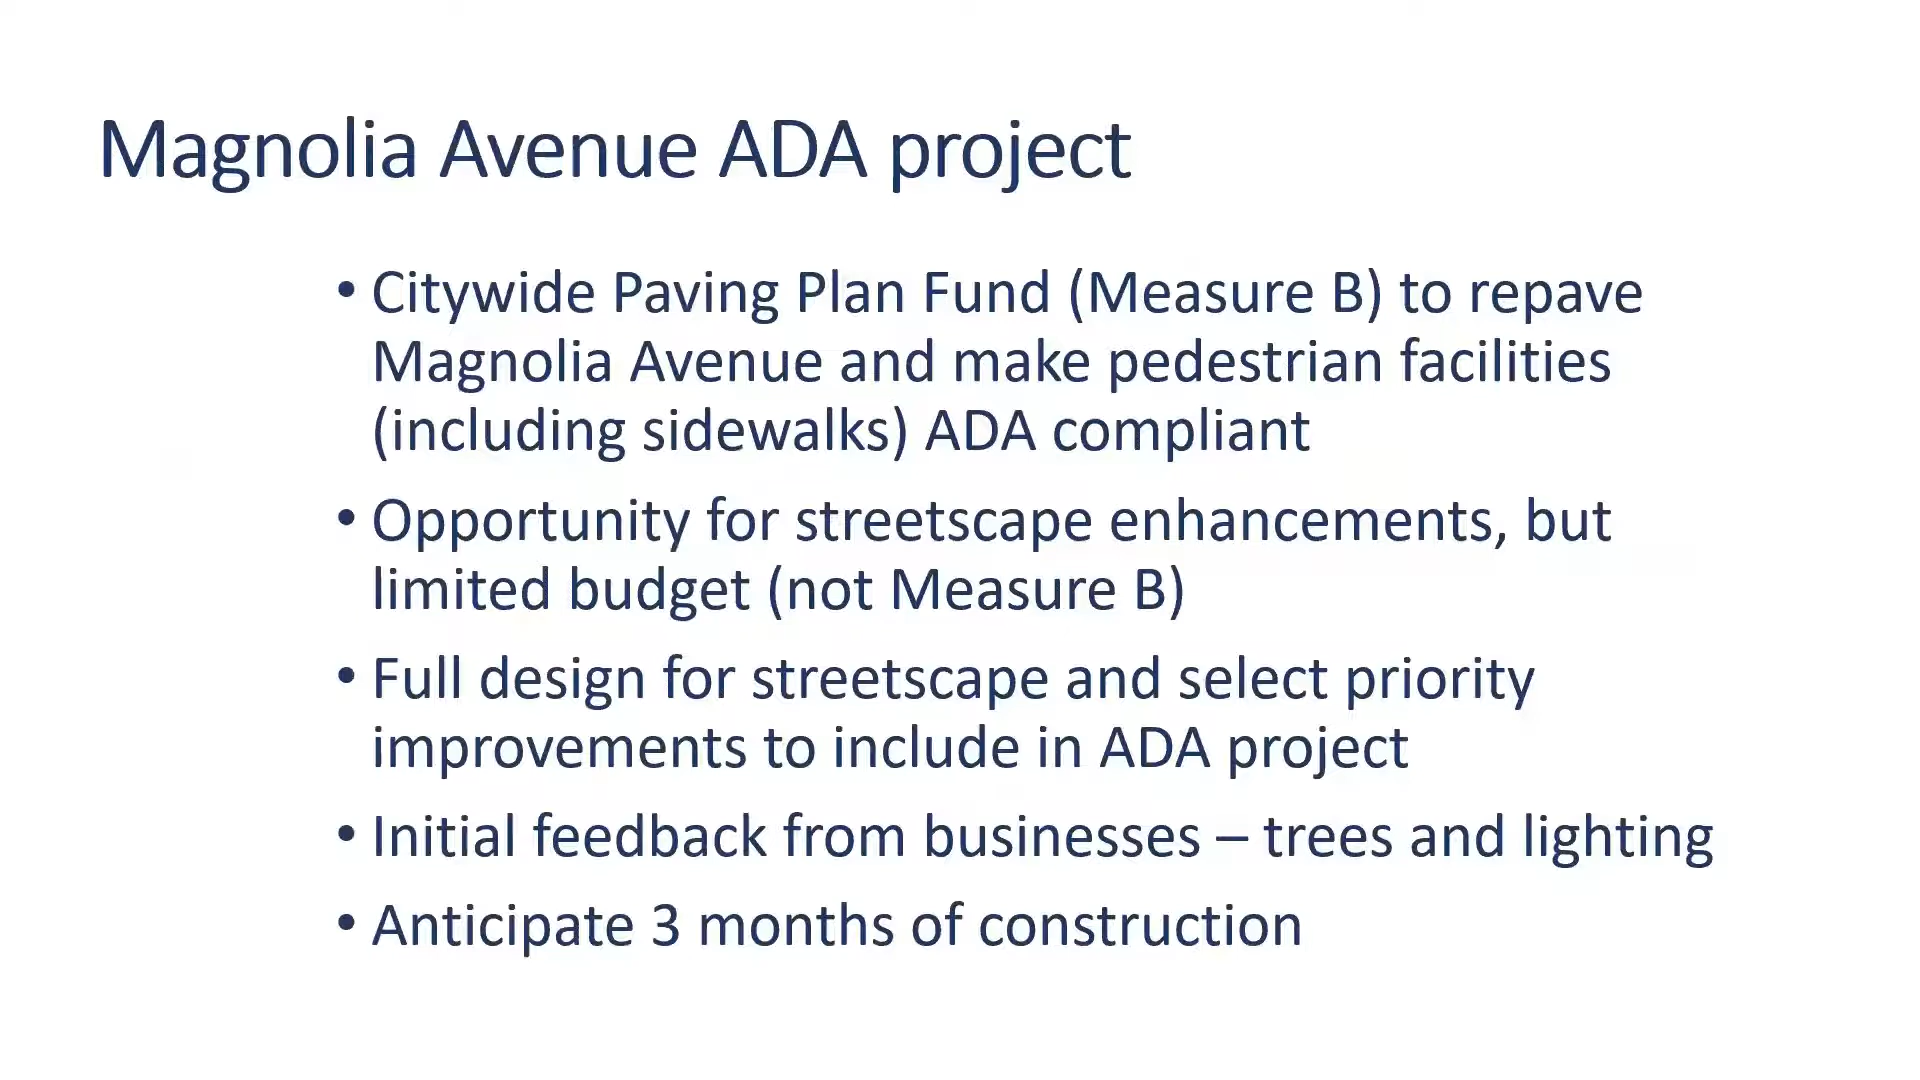 Magnolia Avenue ADA project
• Citywide Paving Plan Fund (Measure B) to repave
Magnolia Avenue and make pedestrian facilities
(including sidewalks) ADA compliant
• Opportunity for streetscape enhancements, but
limited budget (not Measure B)
• Full design for streetscape and select priority
improvements to include in ADA project
• Initial feedback from businesses – trees and lighting
• Anticipate 3 months of construction